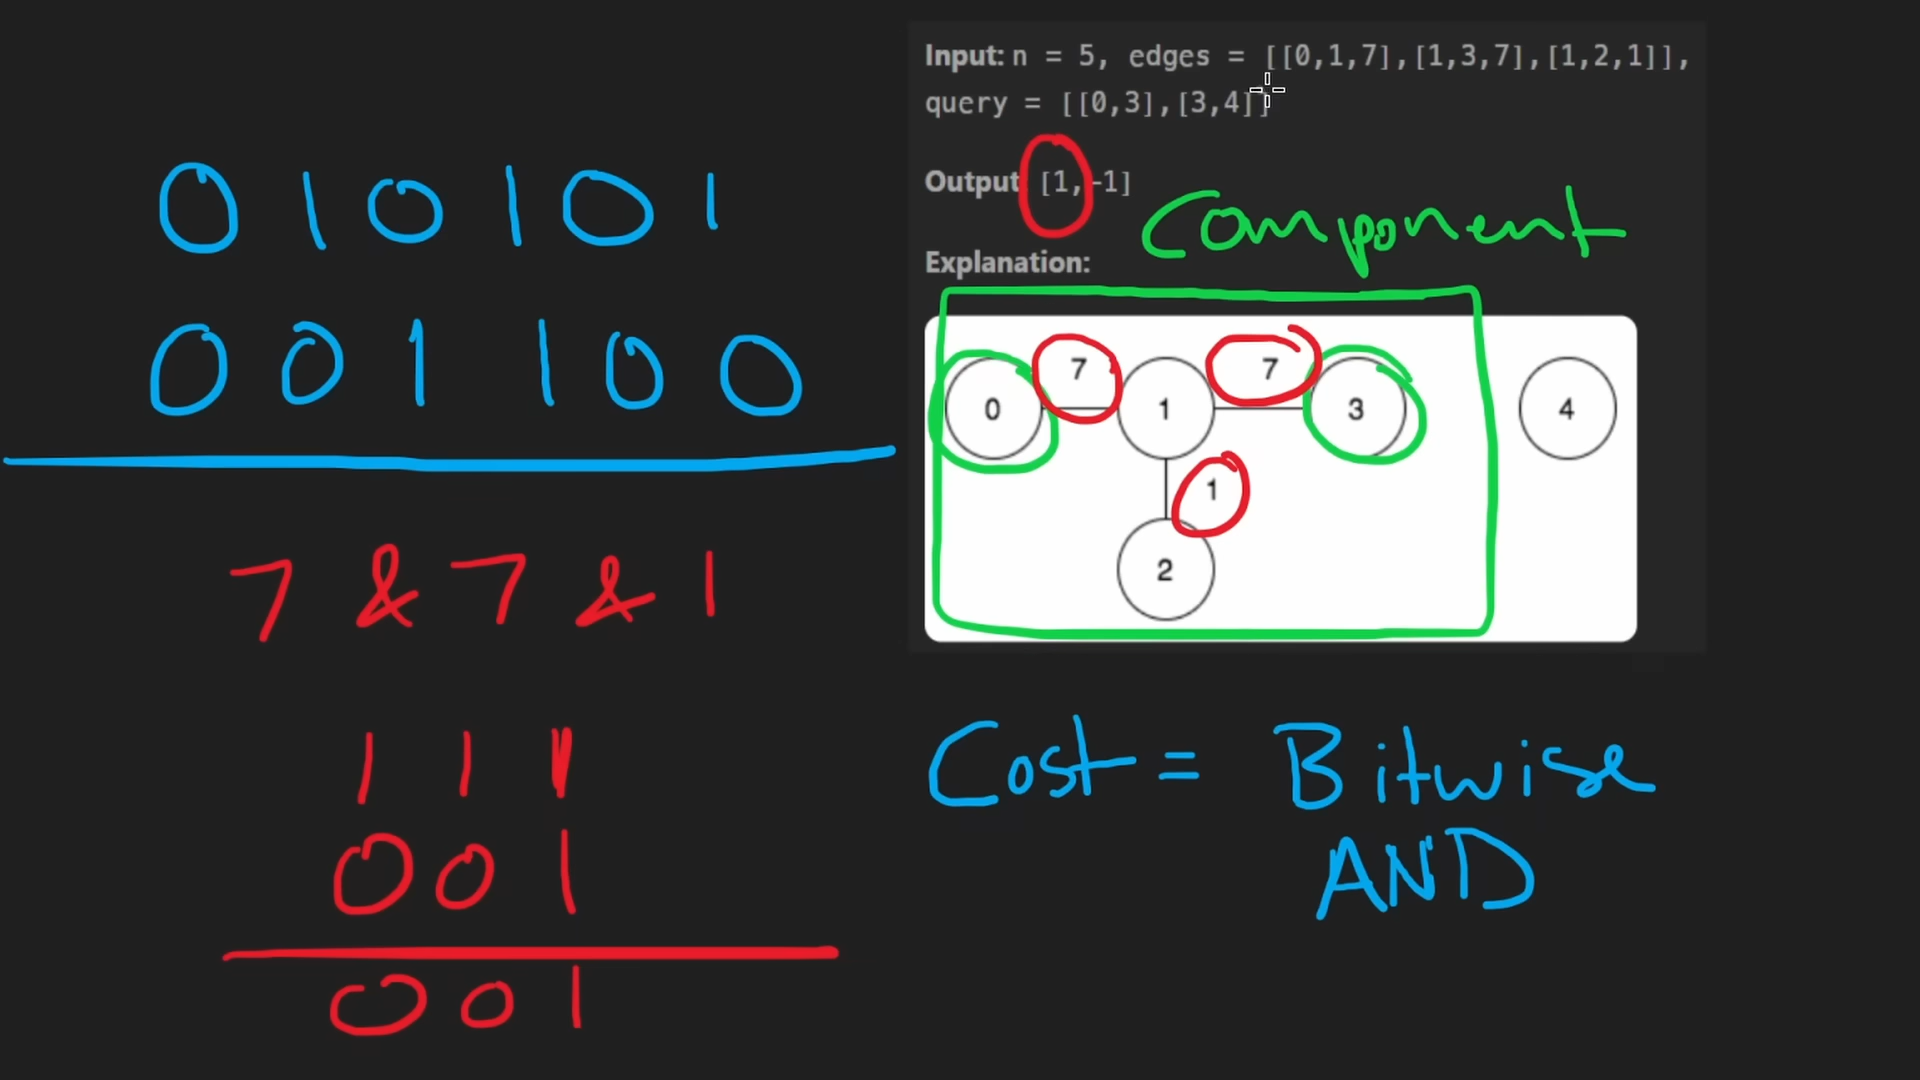 Input: n = 5, edges = [[0,1,7],[1,3,7],[1,2,1]],
query = [[0,3],[3,4]]
Output [1,-1]
Component
Explanation:
0 7 1 7 3 4
1
2
0 1 0 1 0 1
0 0 1 1 0 0
7 & 7 & 1
1 1 1
0 0 1
0 0 1
Cost = Bitwise
AND